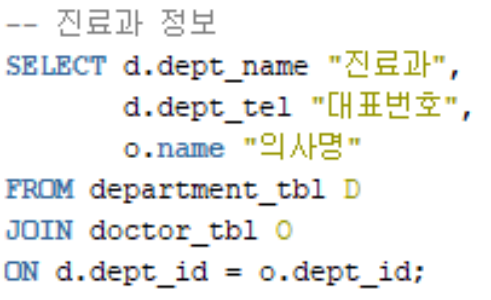 -- 진료과 정보
SELECT d.dept_name "진료과",
d.dept_tel "대표번호",
o.name "의사명"
FROM department_tbl D
JOIN doctor_tbl O
ON d.dept_id = o.dept_id;